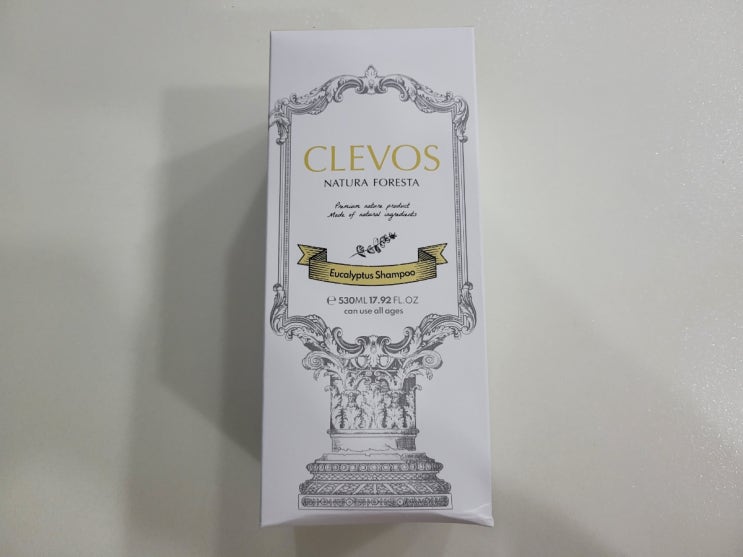 CLEVOS
NATURA FORESTA
Premium nature product
Made of natural ingredients
Eucalyptus Shampoo
℮ 530ML 17.92 FL.OZ
can use all ages